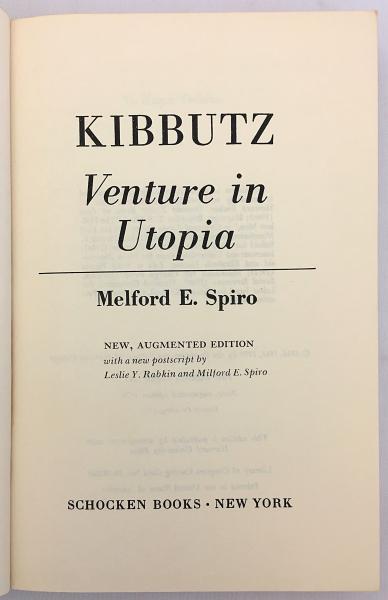 KIBBUTZ
Venture in
Utopia
Melford E. Spiro
NEW, AUGMENTED EDITION
with a new postscript by
Leslie Y. Rabkin and Milford E. Spiro
SCHOCKEN BOOKS • NEW YORK